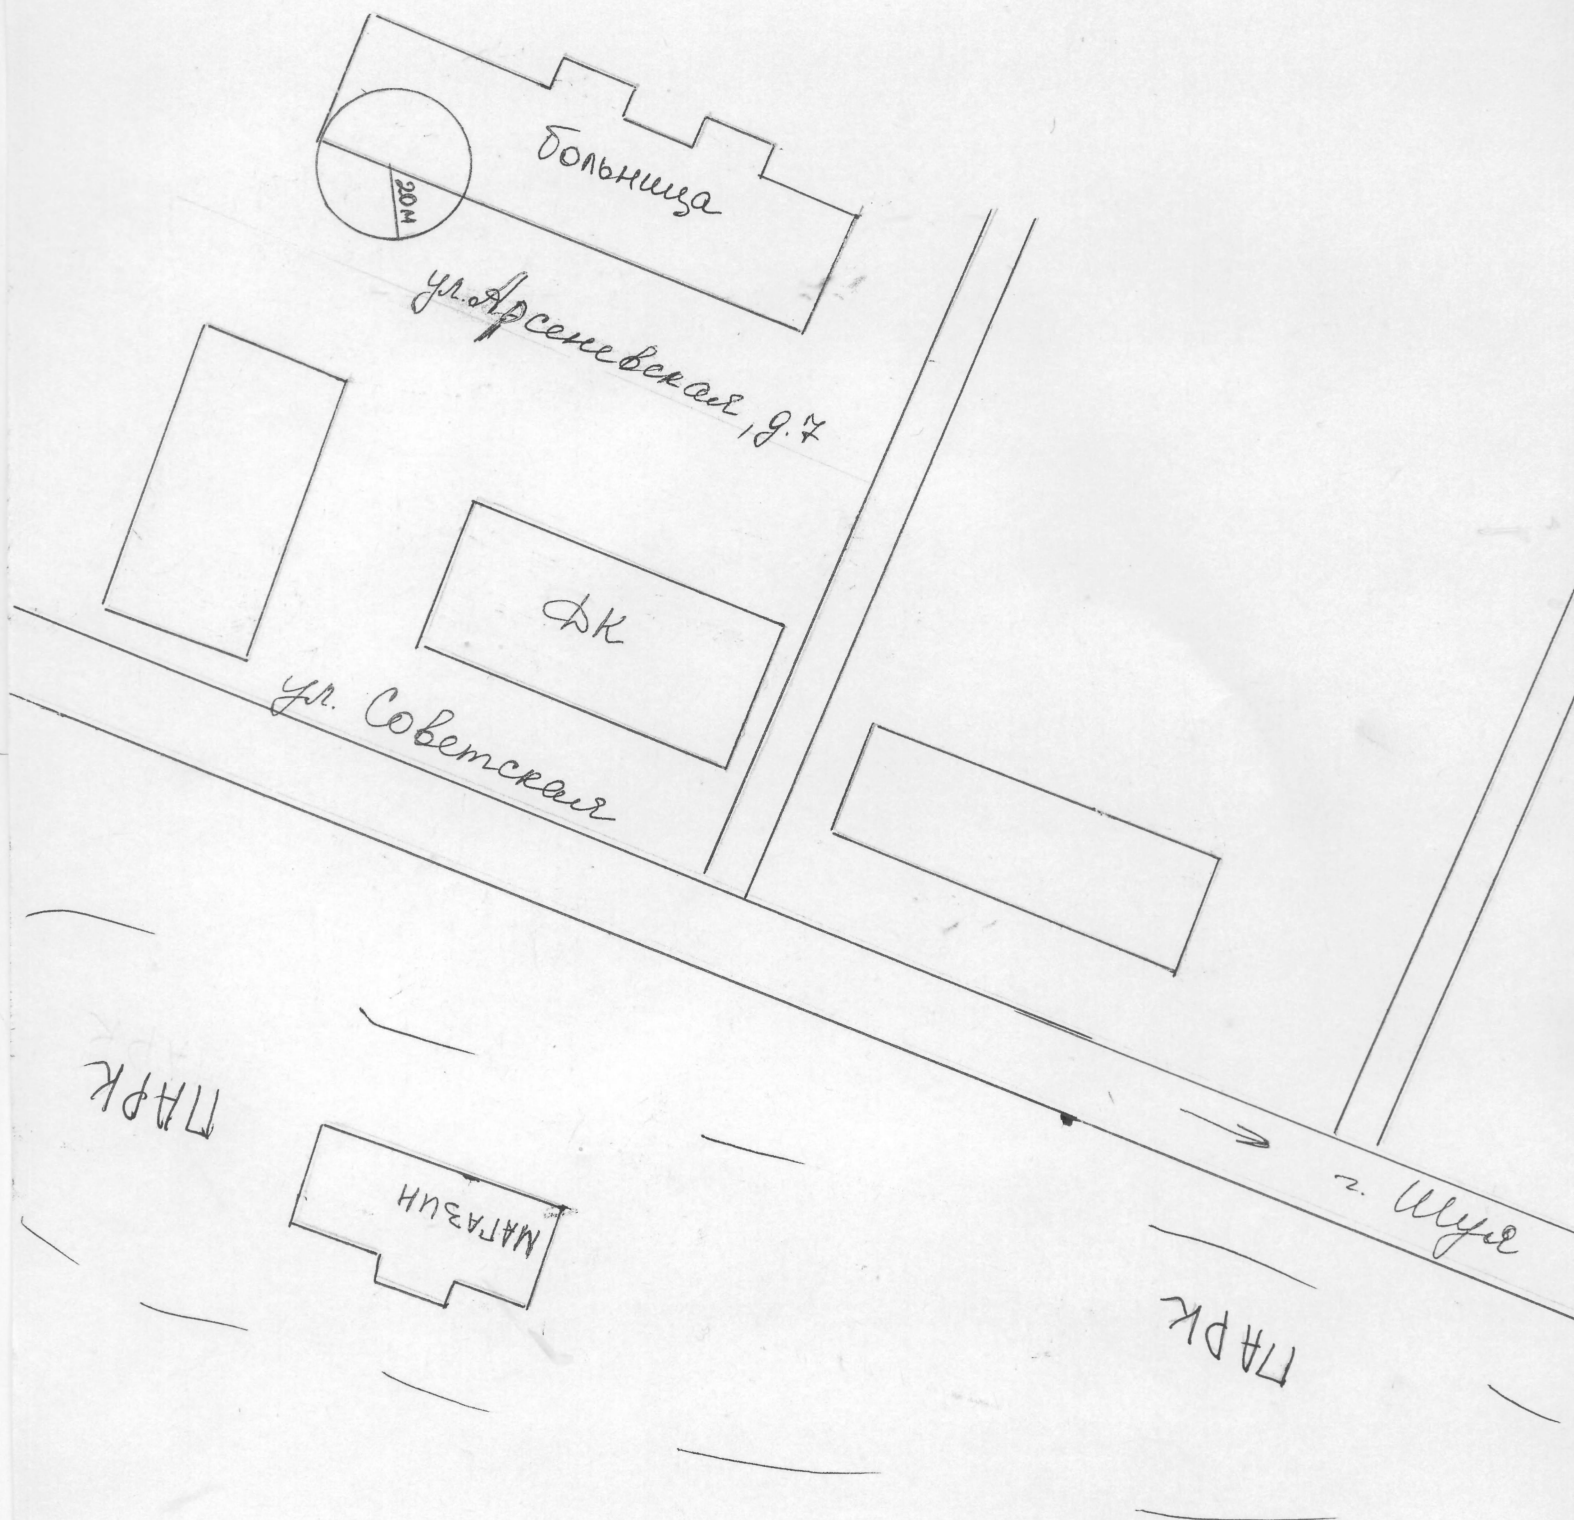 больница
20м
ул. Арсеневская, д. 7
ДК
ул. Советская
ПАРК
МАГАЗИН
г. Шуя
ПАРК